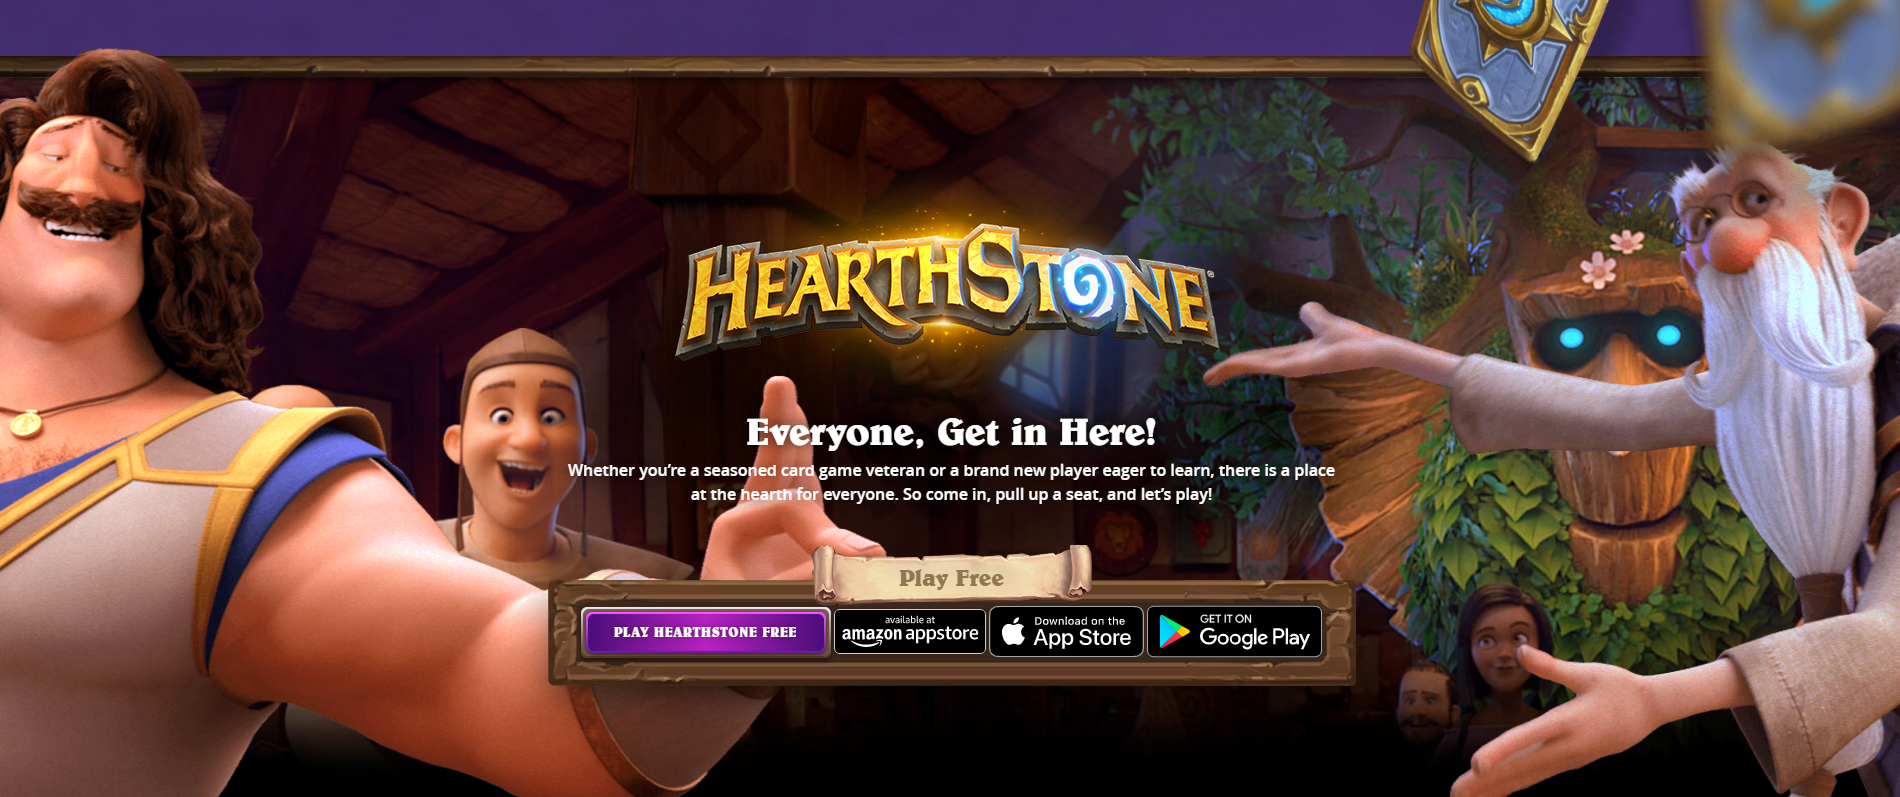 HEARTHSTONE®
Everyone, Get in Here!
Whether you’re a seasoned card game veteran or a brand new player eager to learn, there is a place
at the hearth for everyone. So come in, pull up a seat, and let’s play!
Play Free
PLAY HEARTHSTONE FREE
available at
amazon appstore
Download on the
App Store
GET IT ON
Google Play